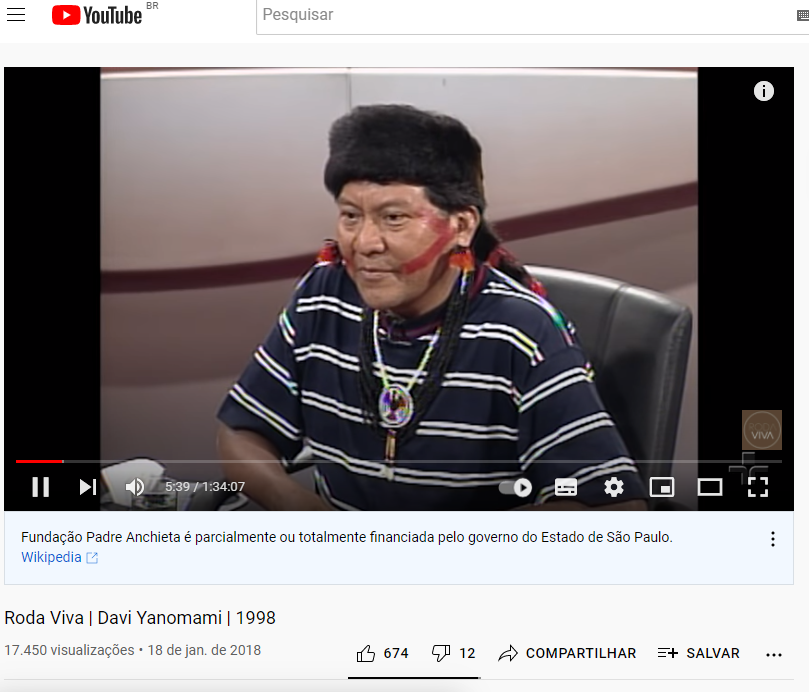 YouTube BR
Pesquisar
RODA
VIVA
5:39 / 1:34:07
Fundação Padre Anchieta é parcialmente ou totalmente financiada pelo governo do Estado de São Paulo.
Wikipedia
Roda Viva | Davi Yanomami | 1998
17.450 visualizações • 18 de jan. de 2018
674
12
COMPARTILHAR
SALVAR